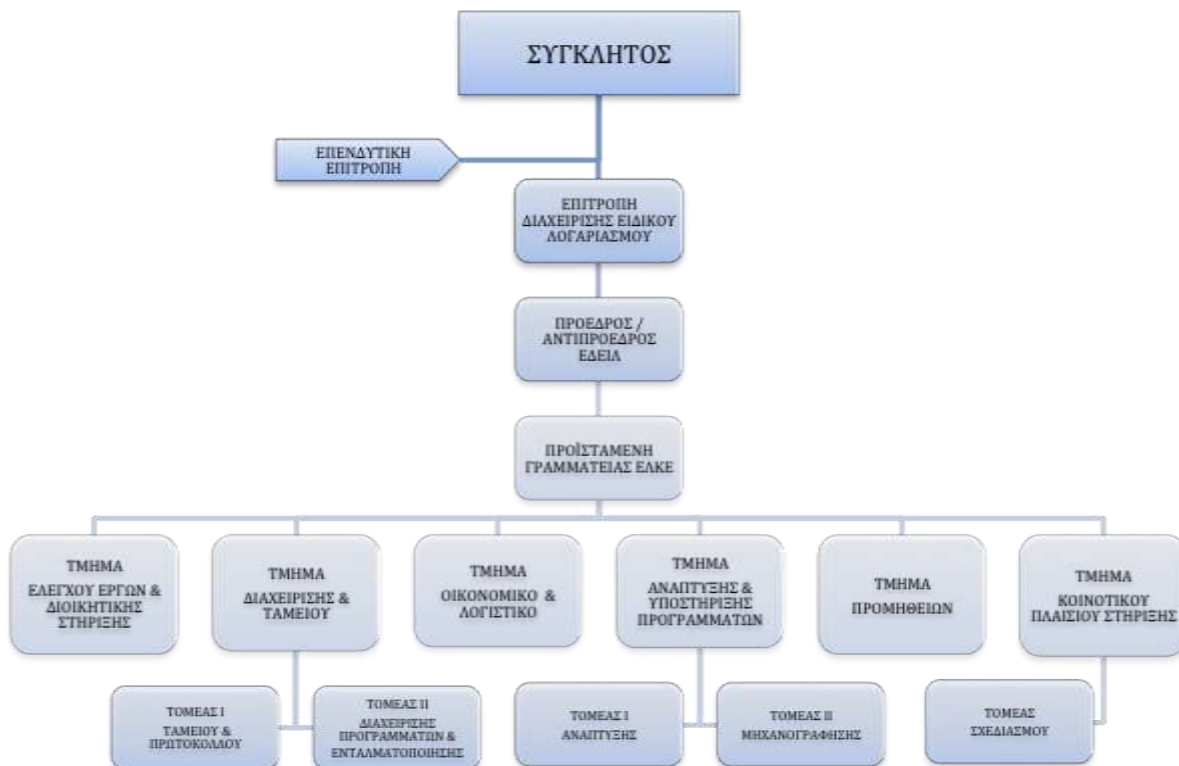 ΣΥΓΚΛΗΤΟΣ
ΕΠΕΝΔΥΤΙΚΗ
ΕΠΙΤΡΟΠΗ
ΕΠΙΤΡΟΠΗ
ΔΙΑΧΕΙΡΙΣΗΣ ΕΙΔΙΚΟΥ
ΛΟΓΑΡΙΑΣΜΟΥ
ΠΡΟΕΔΡΟΣ /
ΑΝΤΙΠΡΟΕΔΡΟΣ
ΕΔΕΙΛ
ΠΡΟΪΣΤΑΜΕΝΗ
ΓΡΑΜΜΑΤΕΙΑΣ ΕΛΚΕ
ΤΜΗΜΑ
ΕΛΕΓΧΟΥ ΕΡΓΩΝ &
ΔΙΟΙΚΗΤΙΚΗΣ
ΣΤΗΡΙΞΗΣ
ΤΜΗΜΑ
ΔΙΑΧΕΙΡΙΣΗΣ &
ΤΑΜΕΙΟΥ
ΤΜΗΜΑ
ΟΙΚΟΝΟΜΙΚΟ &
ΛΟΓΙΣΤΙΚΟ
ΤΜΗΜΑ
ΑΝΑΠΤΥΞΗΣ &
ΥΠΟΣΤΗΡΙΞΗΣ
ΠΡΟΓΡΑΜΜΑΤΩΝ
ΤΜΗΜΑ
ΠΡΟΜΗΘΕΙΩΝ
ΤΜΗΜΑ
ΚΟΙΝΟΤΙΚΟΥ
ΠΛΑΙΣΙΟΥ ΣΤΗΡΙΞΗΣ
ΤΟΜΕΑΣ Ι
ΤΑΜΕΙΟΥ &
ΠΡΩΤΟΚΟΛΛΟΥ
ΤΟΜΕΑΣ ΙΙ
ΔΙΑΧΕΙΡΙΣΗΣ
ΠΡΟΓΡΑΜΜΑΤΩΝ &
ΕΝΤΑΛΜΑΤΟΠΟΙΗΣΗΣ
ΤΟΜΕΑΣ Ι
ΑΝΑΠΤΥΞΗΣ
ΤΟΜΕΑΣ ΙΙ
ΜΗΧΑΝΟΓΡΑΦΗΣΗΣ
ΤΟΜΕΑΣ
ΣΧΕΔΙΑΣΜΟΥ